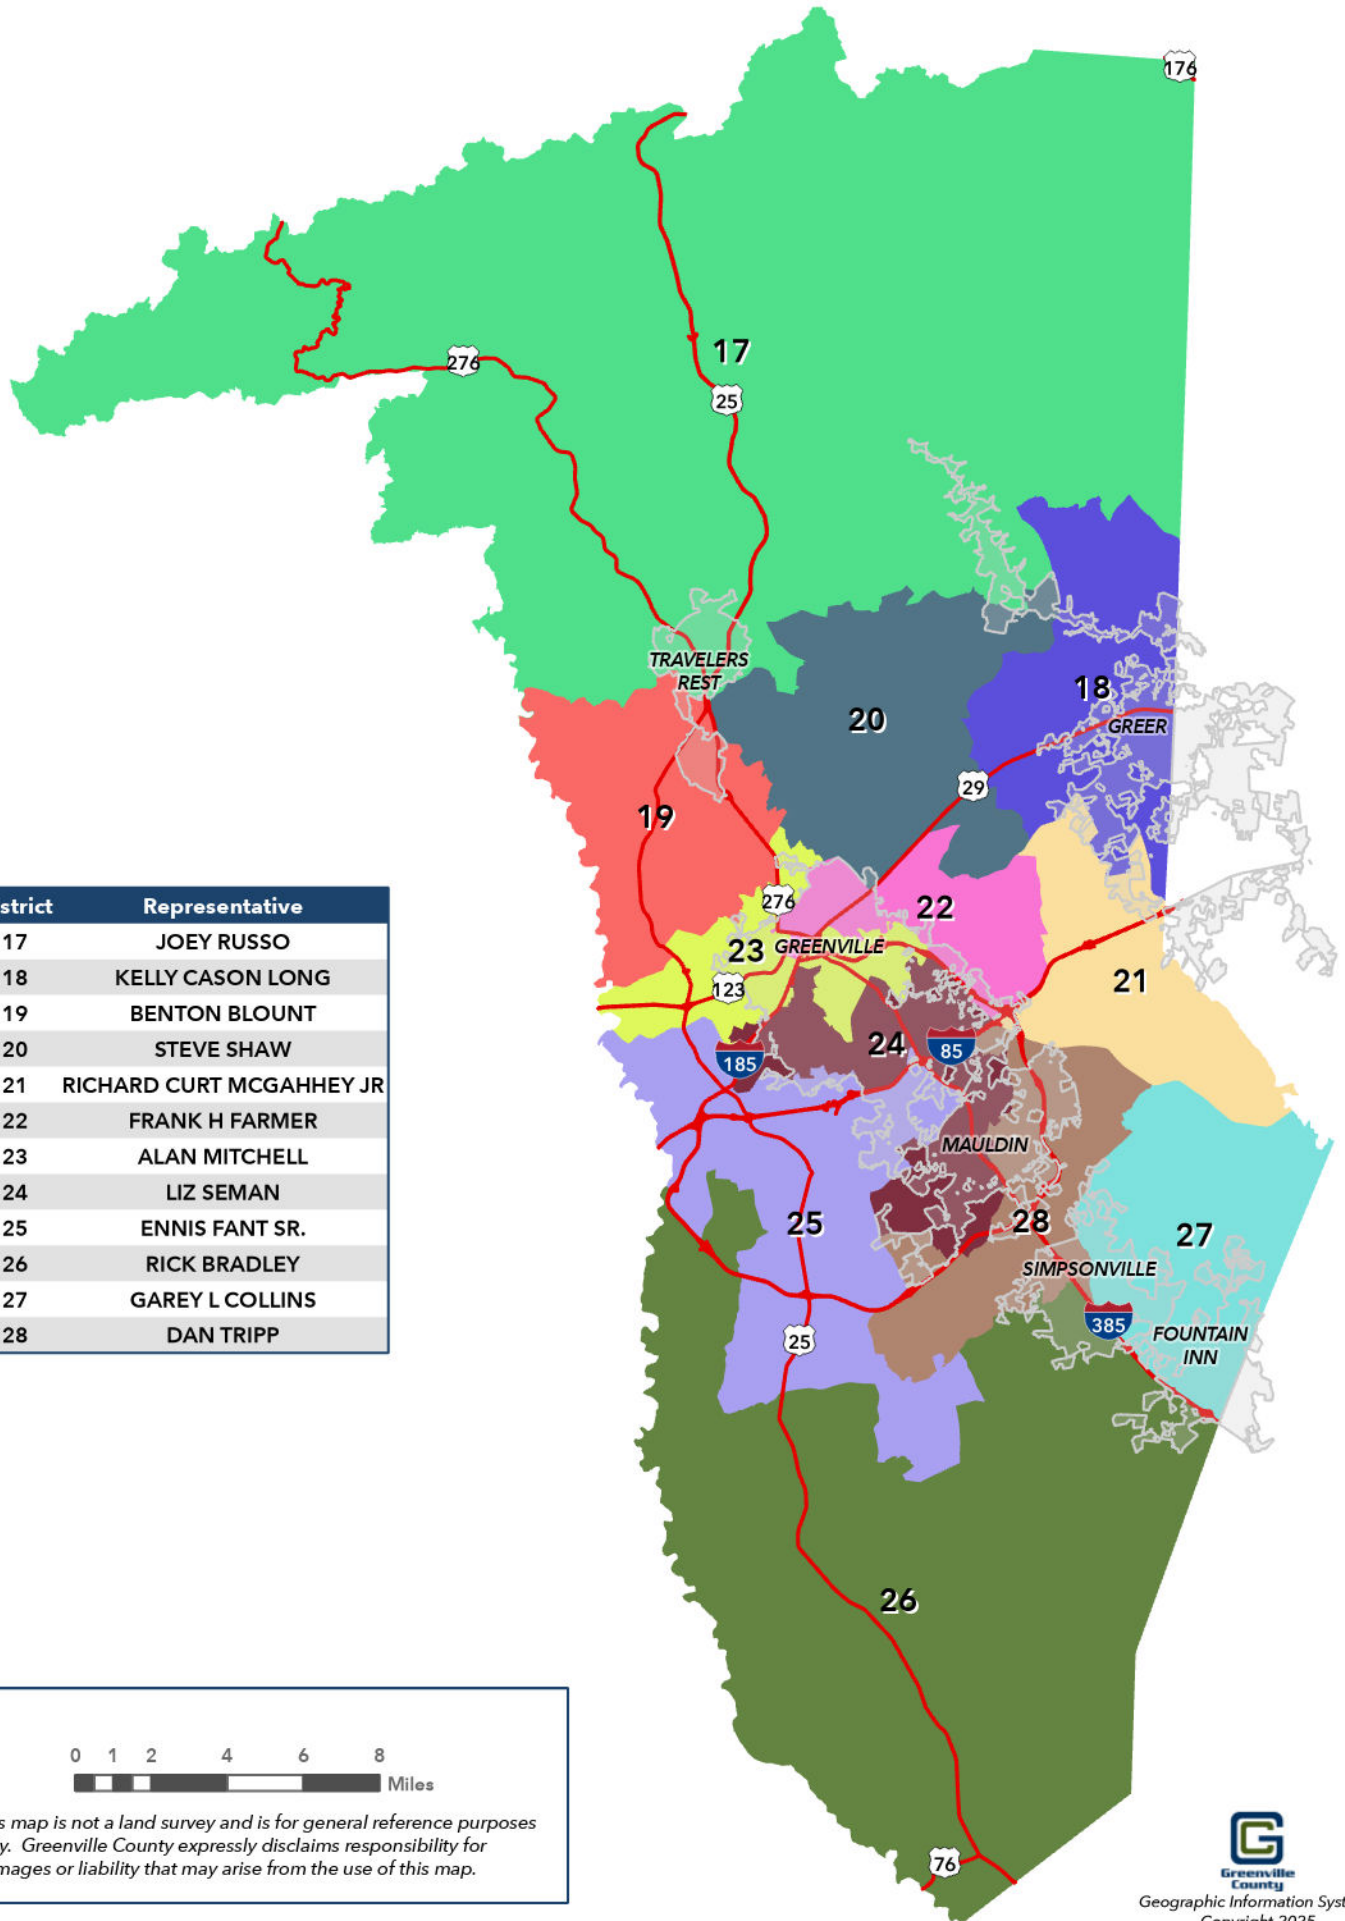 176
276
17
25
TRAVELERS
REST
18
20
GREER
29
19
276
22
23
GREENVILLE
21
123
24
185
85
MAULDIN
25
28
27
SIMPSONVILLE
385
FOUNTAIN
INN
25
26
76
strict Representative
17 JOEY RUSSO
18 KELLY CASON LONG
19 BENTON BLOUNT
20 STEVE SHAW
21 RICHARD CURT MCGAHHEY JR
22 FRANK H FARMER
23 ALAN MITCHELL
24 LIZ SEMAN
25 ENNIS FANT SR.
26 RICK BRADLEY
27 GAREY L COLLINS
28 DAN TRIPP
0 1 2 4 6 8
Miles
s map is not a land survey and is for general reference purposes
y. Greenville County expressly disclaims responsibility for
mages or liability that may arise from the use of this map.
Greenville
County
Geographic Information Syst
Copyright 2025